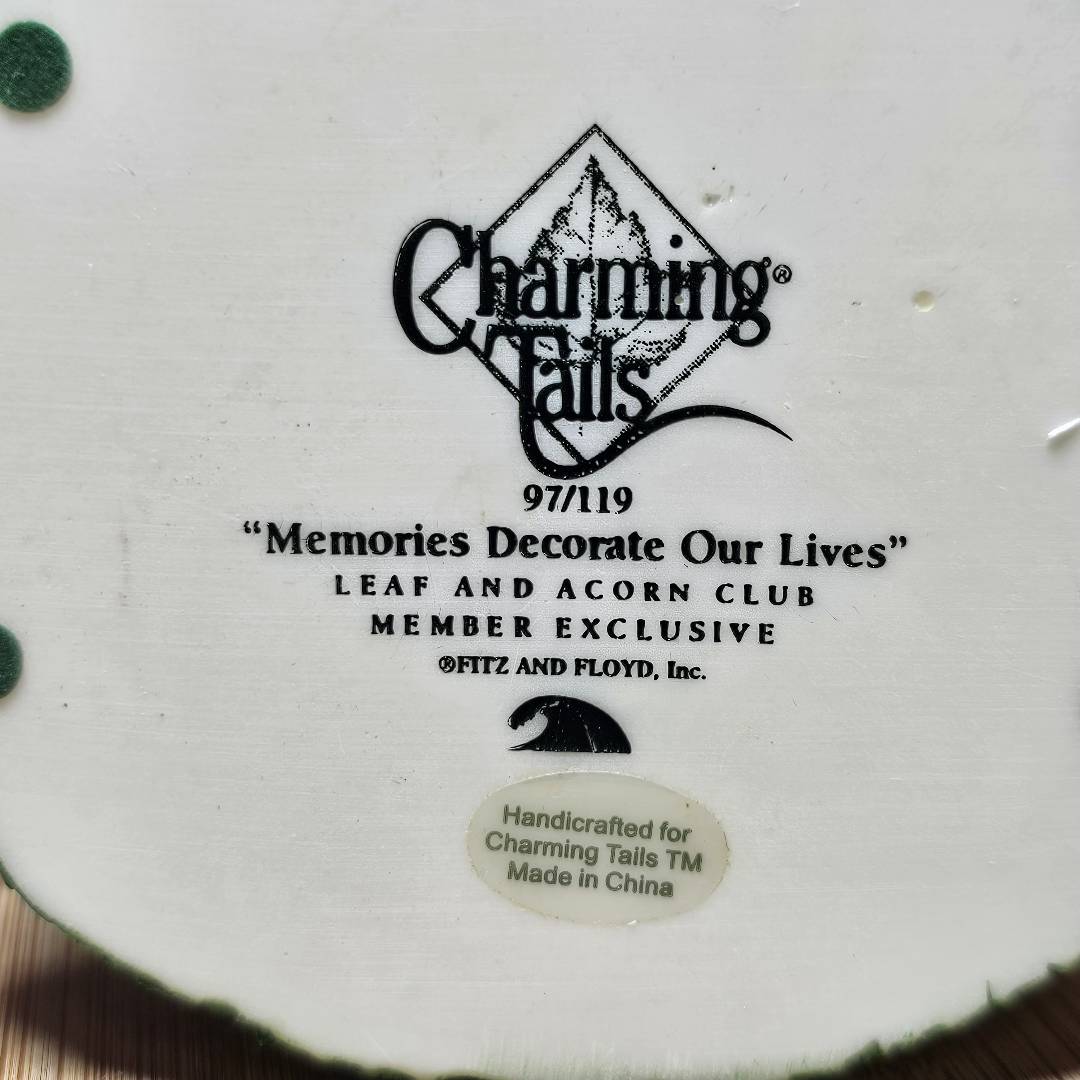 Charming®
Tails
97/119
“Memories Decorate Our Lives”
LEAF AND ACORN CLUB
MEMBER EXCLUSIVE
®FITZ AND FLOYD, Inc.
Handicrafted for
Charming Tails TM
Made in China